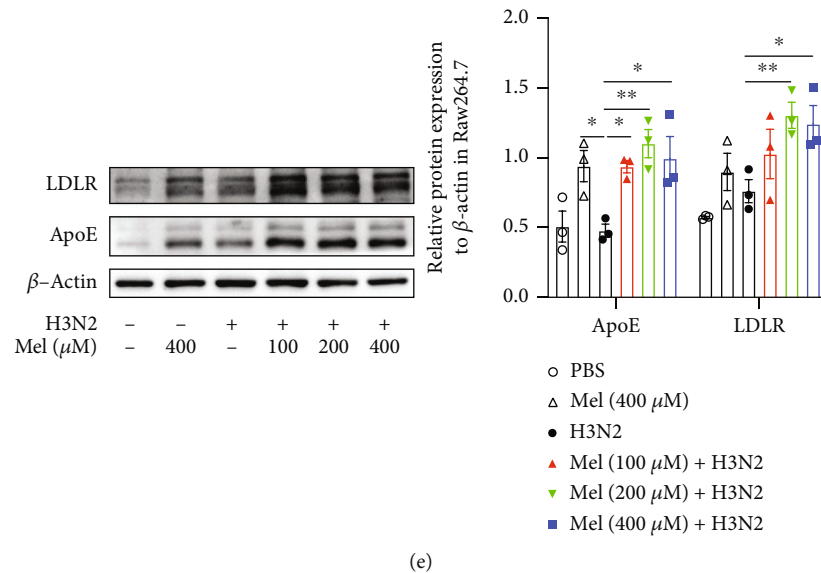 LDLR
ApoE
β–Actin
H3N2 – – + + + +
Mel (μM) – 400 – 100 200 400
Relative protein expression
to β-actin in Raw264.7
2.0
1.5
1.0
0.5
0.0
*
**
*
*
*
**
*
ApoE LDLR
PBS
Mel (400 μM)
H3N2
Mel (100 μM) + H3N2
Mel (200 μM) + H3N2
Mel (400 μM) + H3N2
(e)